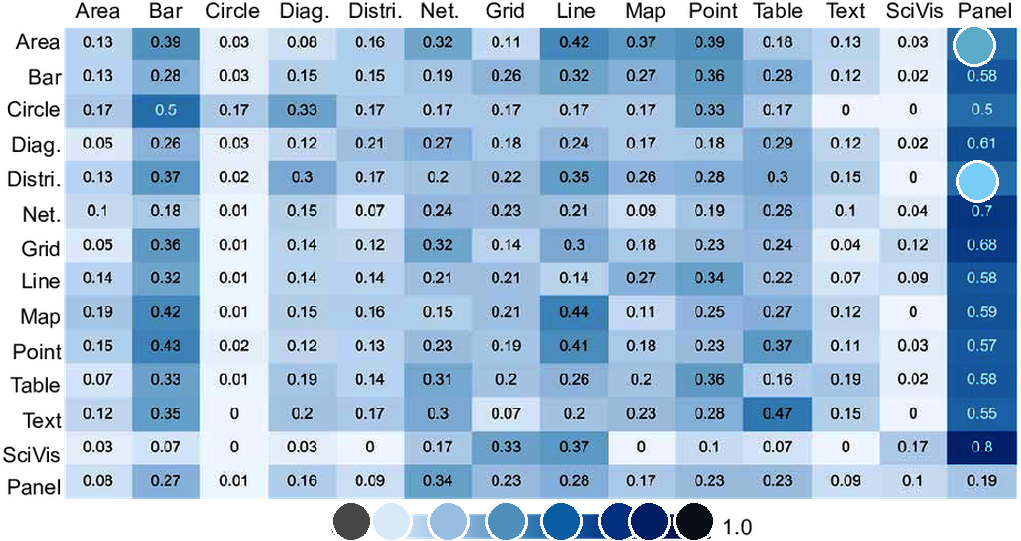 Area Bar Circle Diag. Distri. Net. Grid Line Map Point Table Text SciVis Panel
Area 0.13 0.39 0.03 0.08 0.16 0.32 0.11 0.42 0.37 0.39 0.18 0.13 0.03
Bar 0.13 0.28 0.03 0.15 0.15 0.19 0.26 0.32 0.27 0.36 0.28 0.12 0.02 0.58
Circle 0.17 0.5 0.17 0.33 0.17 0.17 0.17 0.17 0.17 0.33 0.17 0 0 0.5
Diag. 0.05 0.26 0.03 0.12 0.21 0.27 0.18 0.24 0.17 0.18 0.29 0.12 0.02 0.61
Distri. 0.13 0.37 0.02 0.3 0.17 0.2 0.22 0.35 0.26 0.28 0.3 0.15 0
Net. 0.1 0.18 0.01 0.15 0.07 0.24 0.23 0.21 0.09 0.19 0.26 0.1 0.04 0.7
Grid 0.05 0.36 0.01 0.14 0.12 0.32 0.14 0.3 0.18 0.23 0.24 0.04 0.12 0.68
Line 0.14 0.32 0.01 0.14 0.14 0.21 0.21 0.14 0.27 0.34 0.22 0.07 0.09 0.58
Map 0.19 0.42 0.01 0.15 0.16 0.15 0.21 0.44 0.11 0.25 0.27 0.12 0 0.59
Point 0.15 0.43 0.02 0.12 0.13 0.23 0.19 0.41 0.18 0.23 0.37 0.11 0.03 0.57
Table 0.07 0.33 0.01 0.19 0.14 0.31 0.2 0.26 0.2 0.36 0.16 0.19 0.02 0.58
Text 0.12 0.35 0 0.2 0.17 0.3 0.07 0.2 0.23 0.28 0.47 0.15 0 0.55
SciVis 0.03 0.07 0 0.03 0 0.17 0.33 0.37 0 0.1 0.07 0 0.17 0.8
Panel 0.08 0.27 0.01 0.16 0.09 0.34 0.23 0.28 0.17 0.23 0.23 0.09 0.1 0.19
1.0